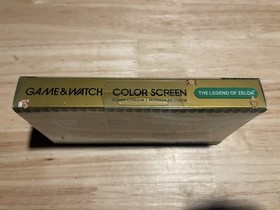 GAME & WATCH
COLOR SCREEN
THE LEGEND OF ZELDA